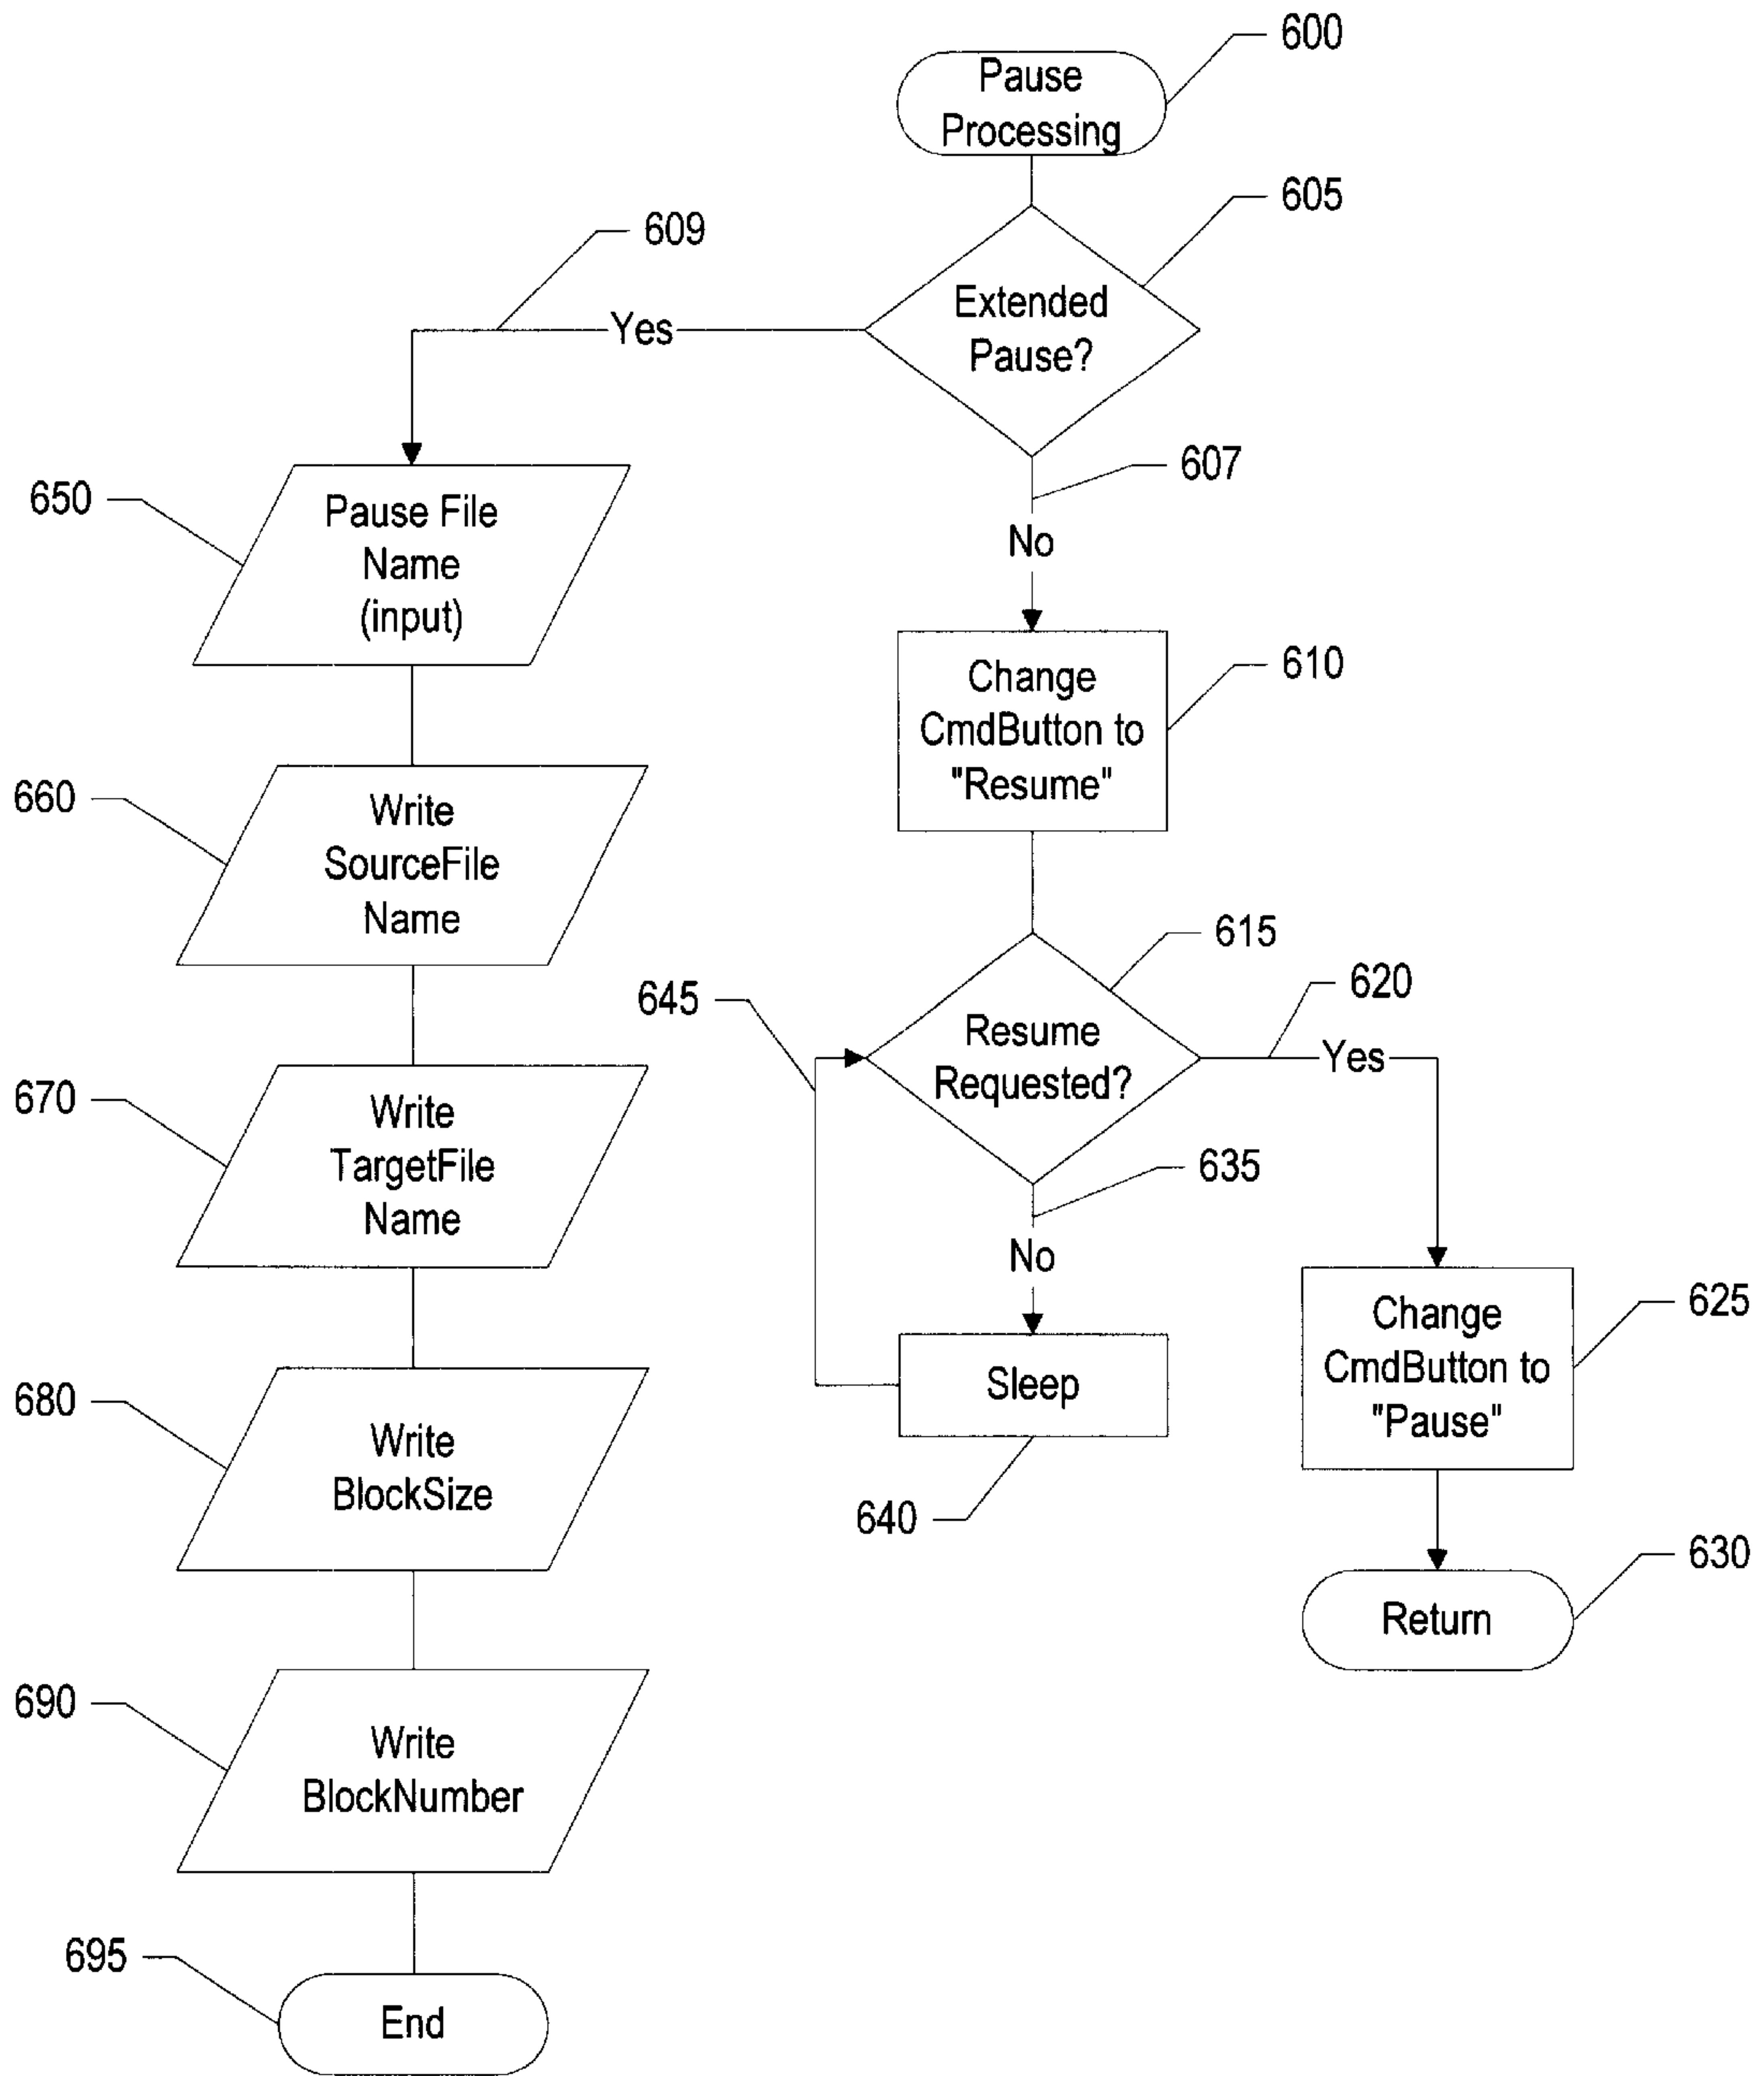 600
Pause
Processing
605
609
Extended
Pause?
Yes
607
No
650
Pause File
Name
(input)
610
Change
CmdButton to
"Resume"
660
Write
SourceFile
Name
615
620
645
Resume
Requested?
Yes
670
Write
TargetFile
Name
635
No
625
Change
CmdButton to
"Pause"
680
Write
BlockSize
Sleep
640
630
Return
690
Write
BlockNumber
695
End